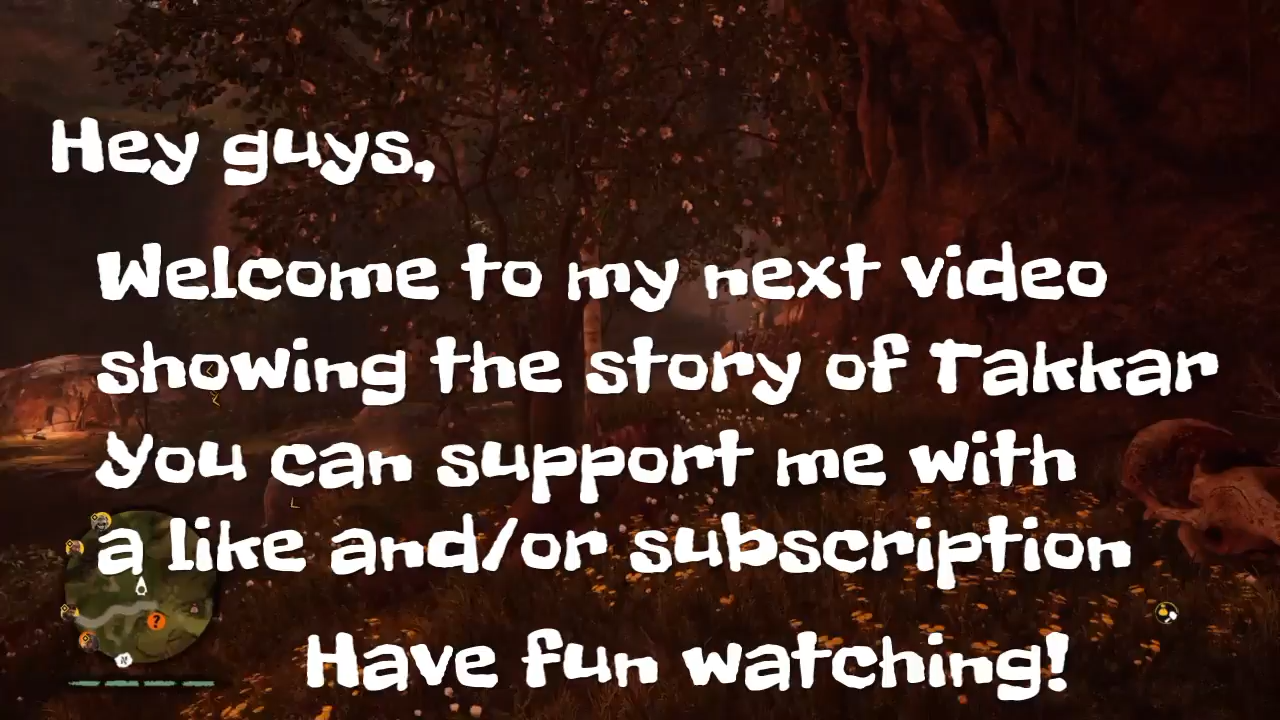 Hey guys,
Welcome to my next video
showing the story of Takkar
You can support me with
a like and/or subscription
Have fun watching!
?
N